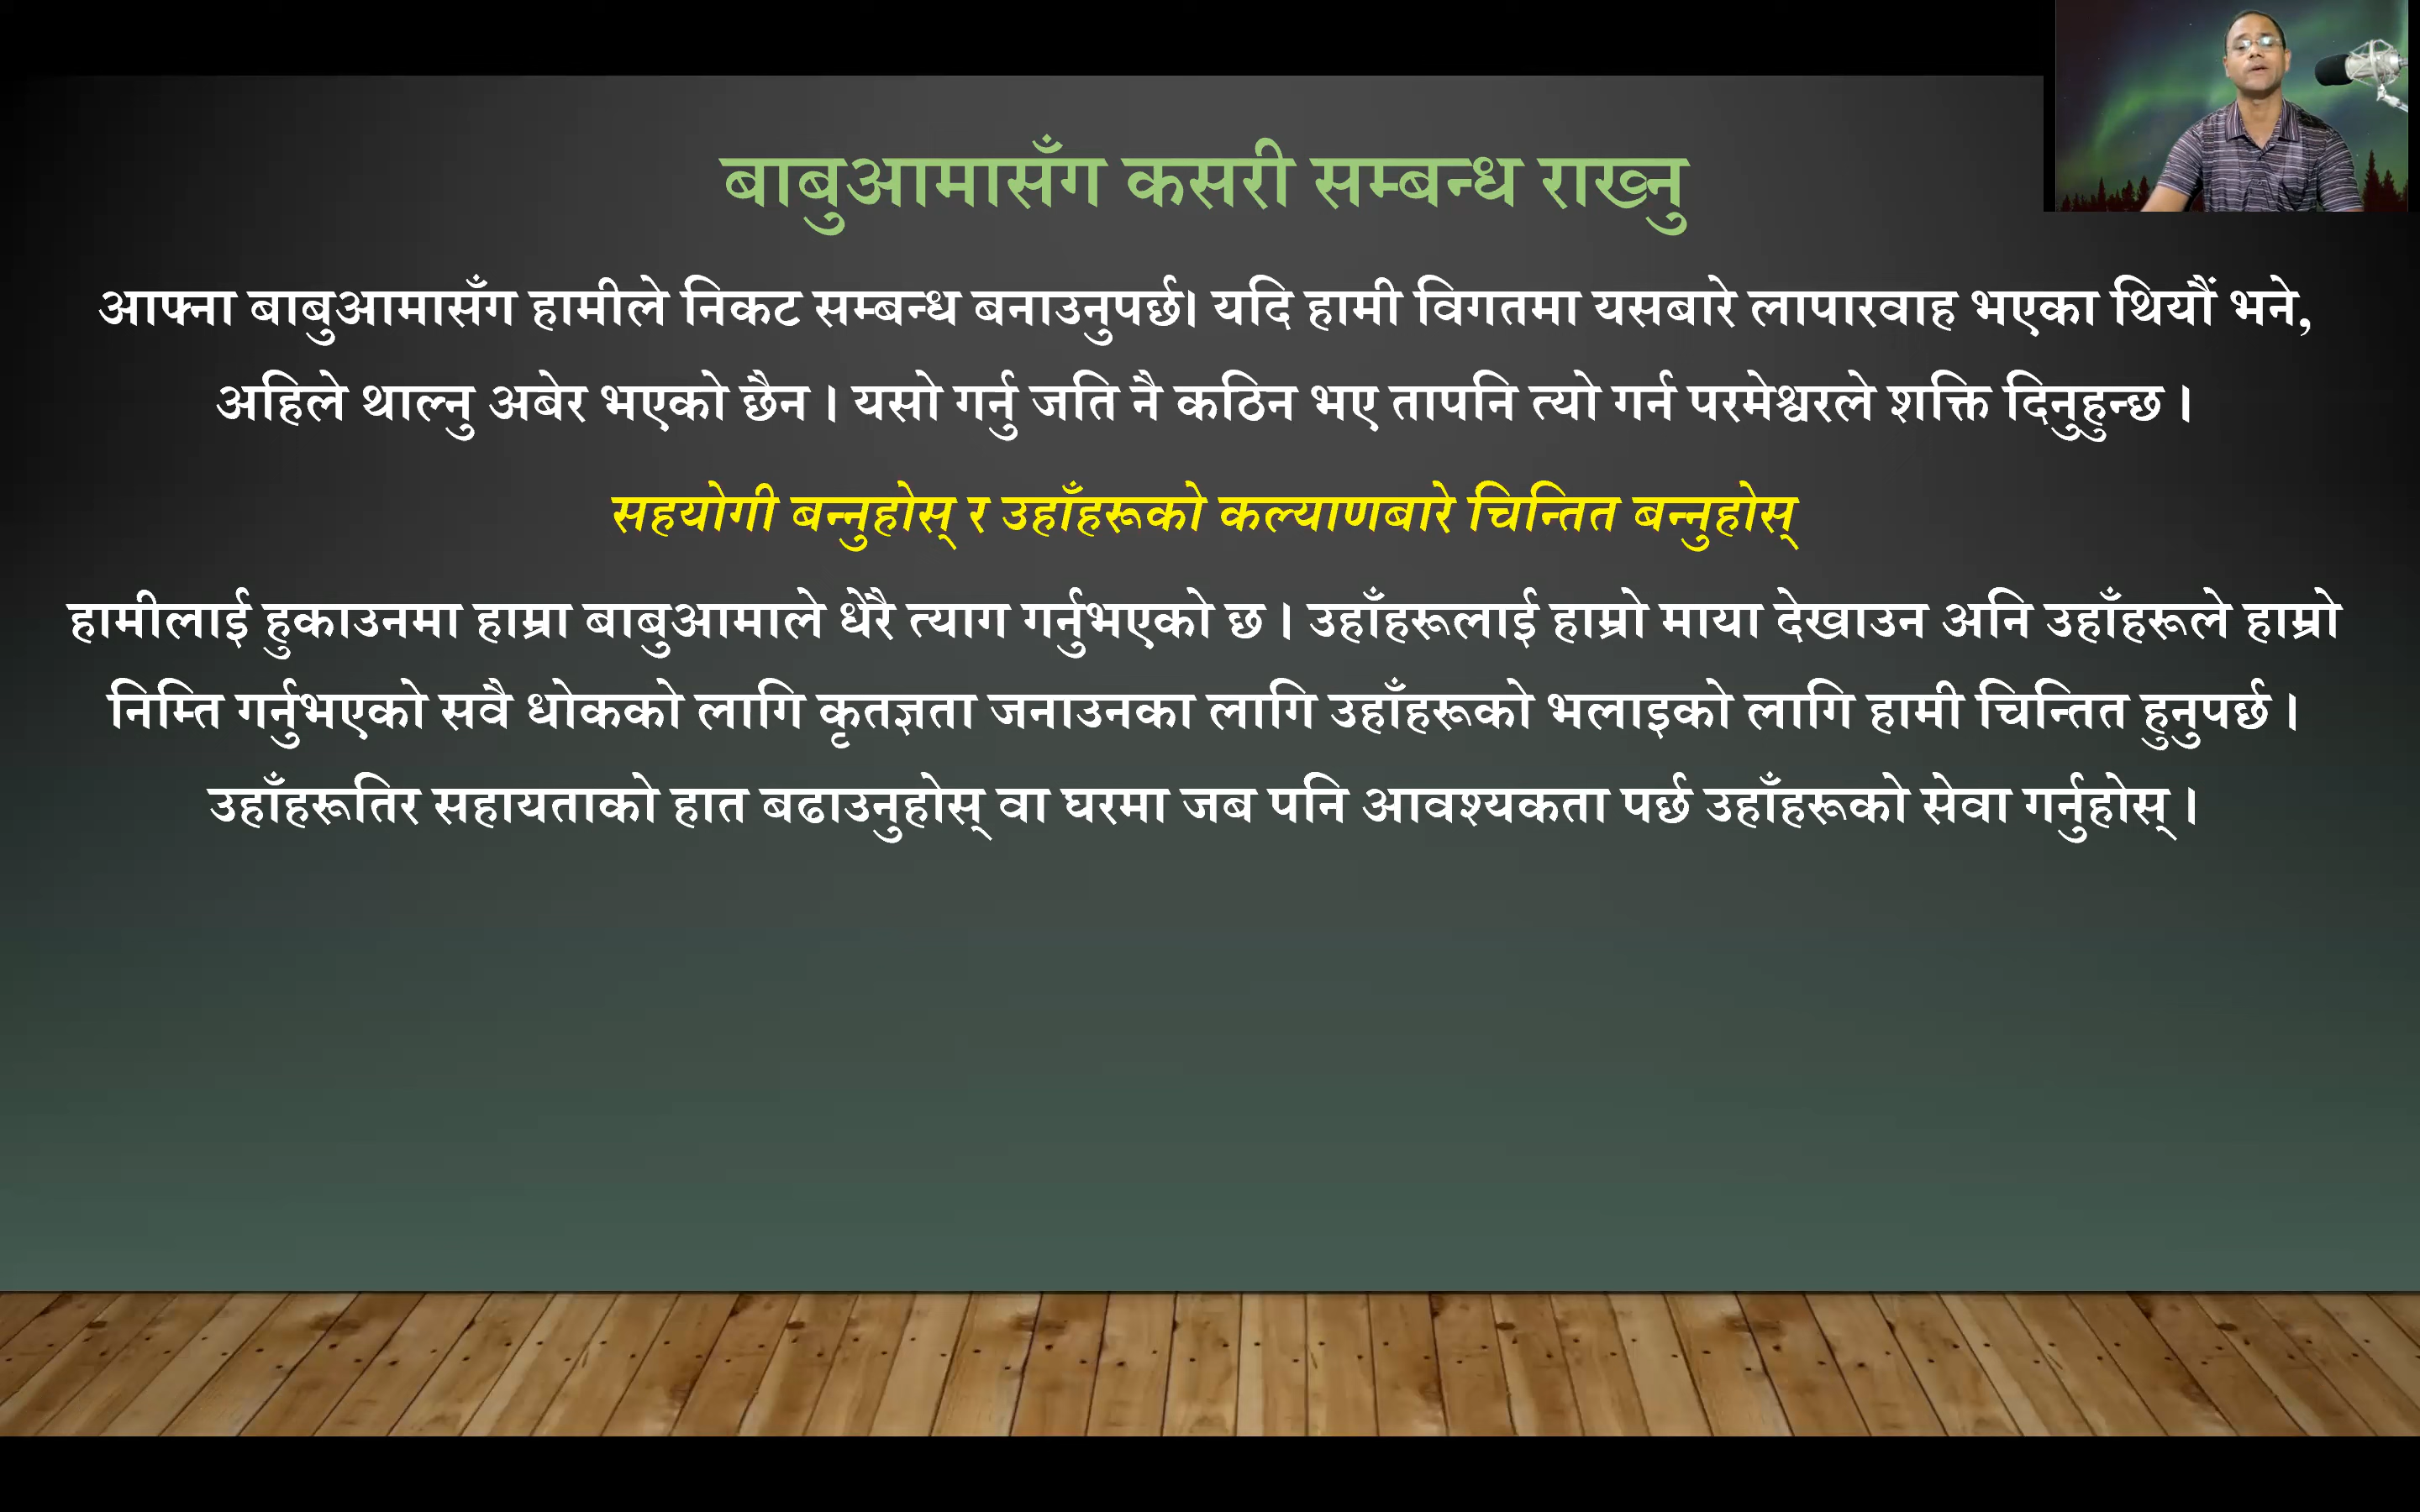 बाबुआमासँग कसरी सम्बन्ध राख्नु
आफ्ना बाबुआमासँग हामीले निकट सम्बन्ध बनाउनुपर्छ। यदि हामी विगतमा यसबारे लापारवाह भएका थियौं भने,
अहिले थाल्नु अबेर भएको छैन । यसो गर्नु जति नै कठिन भए तापनि त्यो गर्न परमेश्वरले शक्ति दिनुहुन्छ ।
सहयोगी बन्नुहोस् र उहाँहरूको कल्याणबारे चिन्तित बन्नुहोस्
हामीलाई हुकाउनमा हाम्रा बाबुआमाले धेरै त्याग गर्नुभएको छ । उहाँहरूलाई हाम्रो माया देखाउन अनि उहाँहरूले हाम्रो
निम्ति गर्नुभएको सवै धोकको लागि कृतज्ञता जनाउनका लागि उहाँहरूको भलाइको लागि हामी चिन्तित हुनुपर्छ ।
उहाँहरूतिर सहायताको हात बढाउनुहोस् वा घरमा जब पनि आवश्यकता पर्छ उहाँहरूको सेवा गर्नुहोस् ।